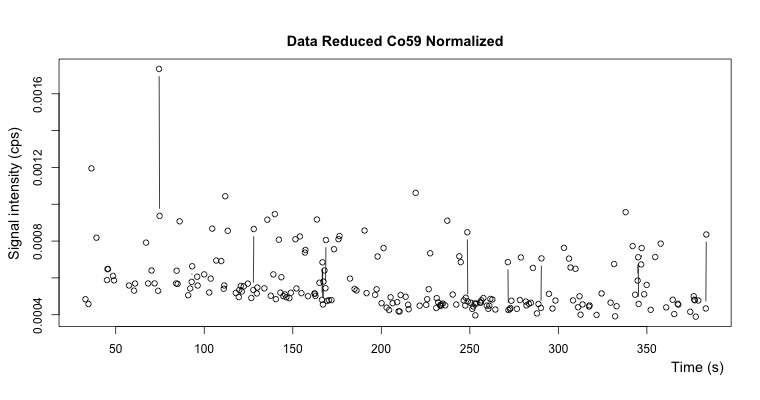 Data Reduced Co59 Normalized
Signal intensity (cps)
0.0016
0.0012
0.0008
0.0004
50 100 150 200 250 300 350
Time (s)